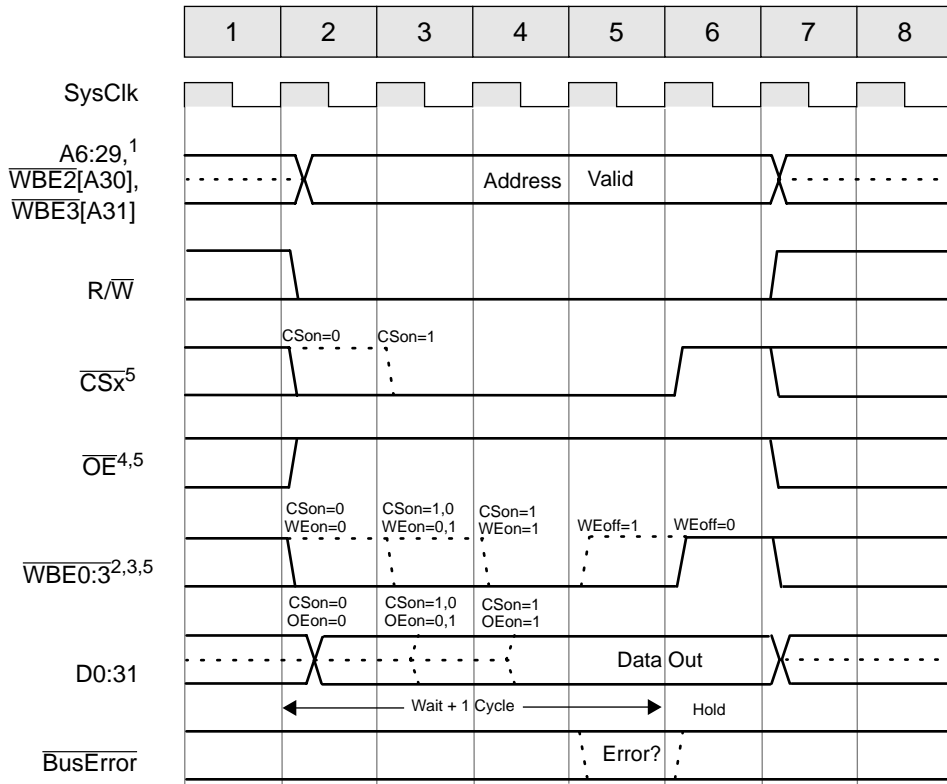 1 2 3 4 5 6 7 8
SysClk
A6:29,1
WBE2[A30],
WBE3[A31]
Address Valid
R/W
CSon=0 CSon=1
CSx5
OE4,5
CSon=0 CSon=1,0 CSon=1
WEon=0 WEon=0,1 WEon=1 WEoff=1 WEoff=0
WBE0:32,3,5
CSon=0 CSon=1,0 CSon=1
OEon=0 OEon=0,1 OEon=1
D0:31
Data Out
Wait + 1 Cycle Hold
BusError
Error?